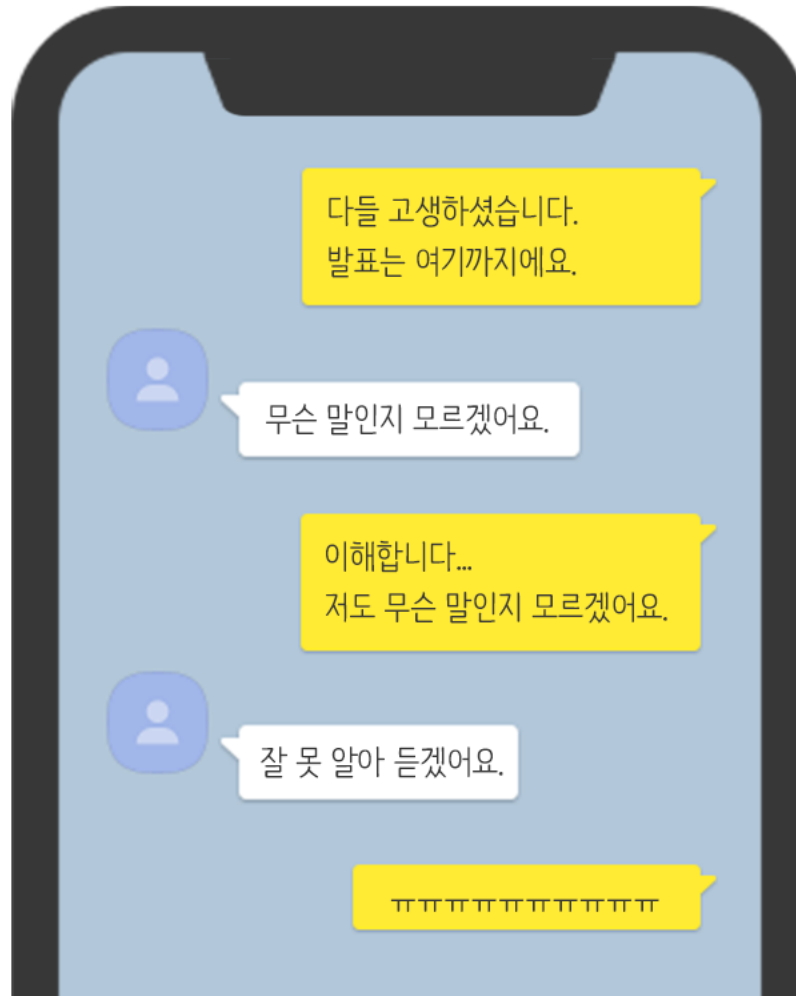 다들 고생하셨습니다.
발표는 여기까지에요.
무슨 말인지 모르겠어요.
이해합니다...
저도 무슨 말인지 모르겠어요.
잘 못 알아 듣겠어요.
ㅠㅠㅠㅠㅠㅠㅠㅠㅠㅠ